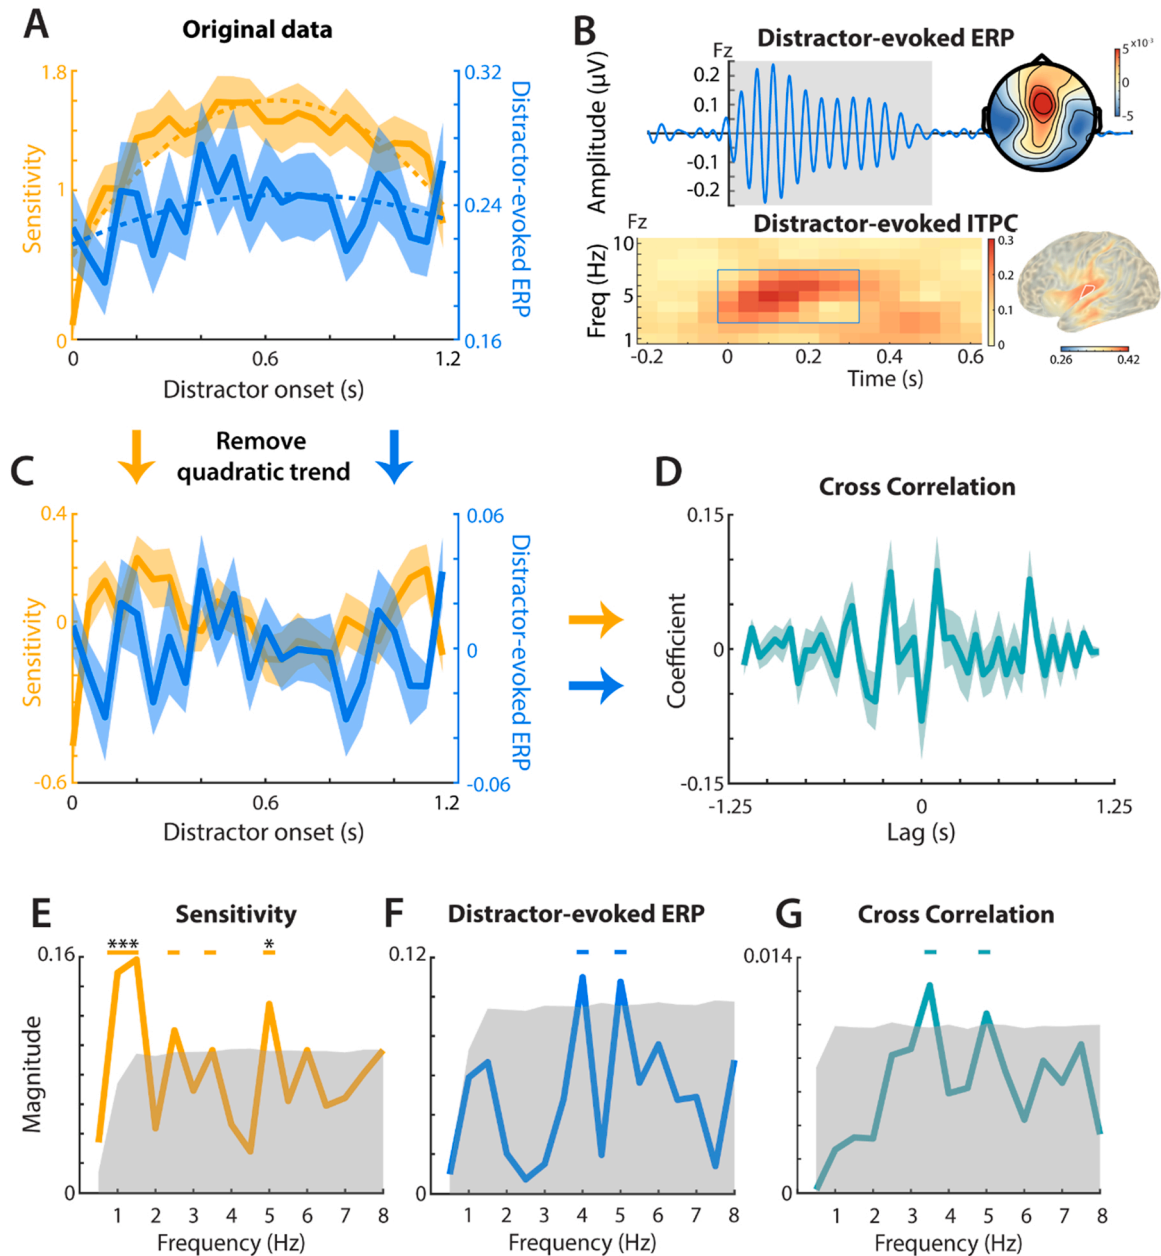 A
Original data
1.8
1
0
Sensitivity
0.32
0.24
0.16
Distractor-evoked ERP
0
0.6
1.2
Distractor onset (s)
B
Distractor-evoked ERP
Fz
Amplitude (μV)
0.2
0.1
-0.1
-0.2
5
×10⁻³
0
-5
Distractor-evoked ITPC
Fz
Freq (Hz)
10
5
1
-0.2
0
0.2
0.4
0.6
Time (s)
0.3
0.2
0.1
0
0.26
0.42
Remove
quadratic trend
C
0.4
0
-0.6
Sensitivity
0.06
0
-0.06
Distractor-evoked ERP
0
0.6
1.2
Distractor onset (s)
D
Cross Correlation
0.15
0
-0.15
Coefficient
-1.25
0
1.25
Lag (s)
E
Sensitivity
***
*
0.16
0
Magnitude
1 2 3 4 5 6 7 8
Frequency (Hz)
F
Distractor-evoked ERP
0.12
0
1 2 3 4 5 6 7 8
Frequency (Hz)
G
Cross Correlation
0.014
0
1 2 3 4 5 6 7 8
Frequency (Hz)